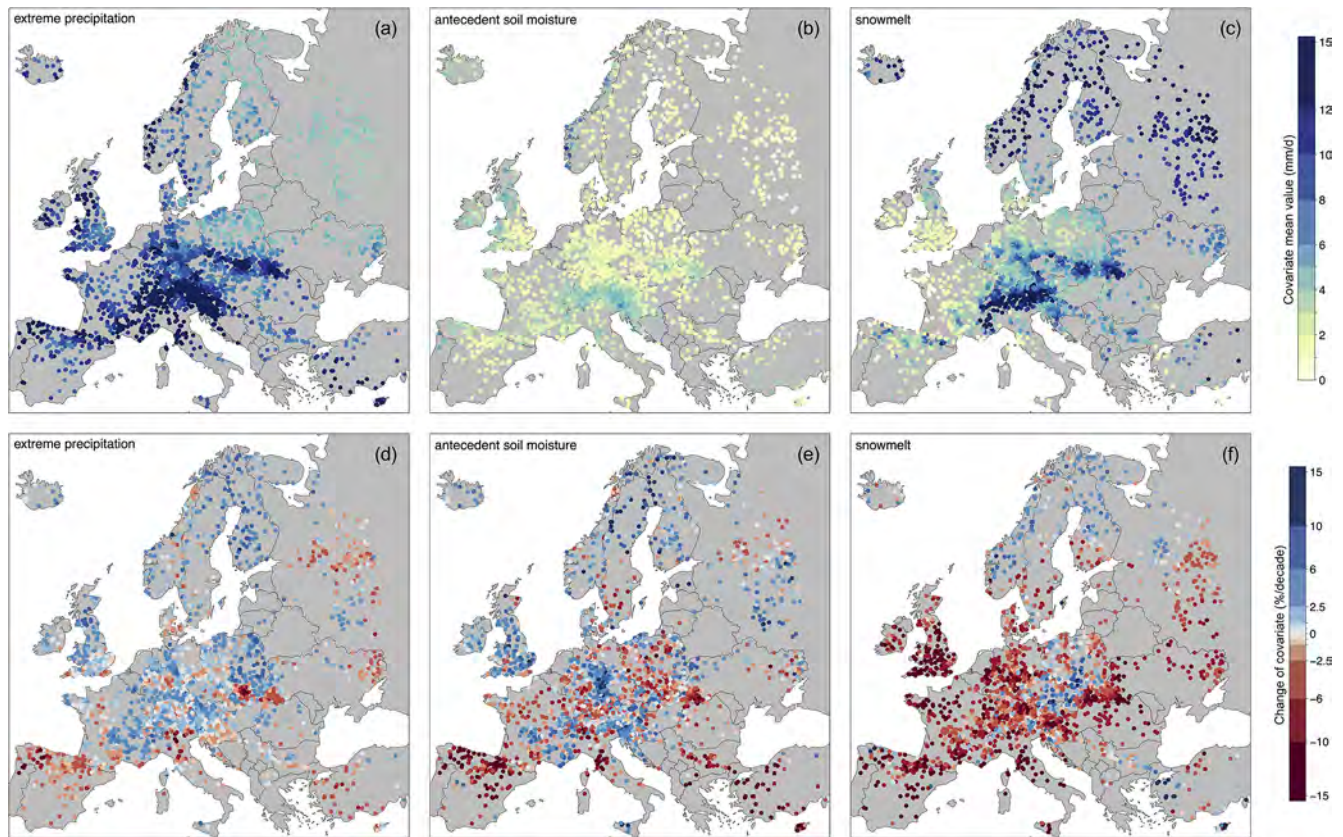 extreme precipitation (a)
antecedent soil moisture (b)
snowmelt (c)
15
12
10
8
6
4
3
2
1
0
Covariate mean value (mm/d)
extreme precipitation (d)
antecedent soil moisture (e)
snowmelt (f)
15
10
6
2.5
0
−2.5
−6
−10
−15
Change of covariate (%/decade)